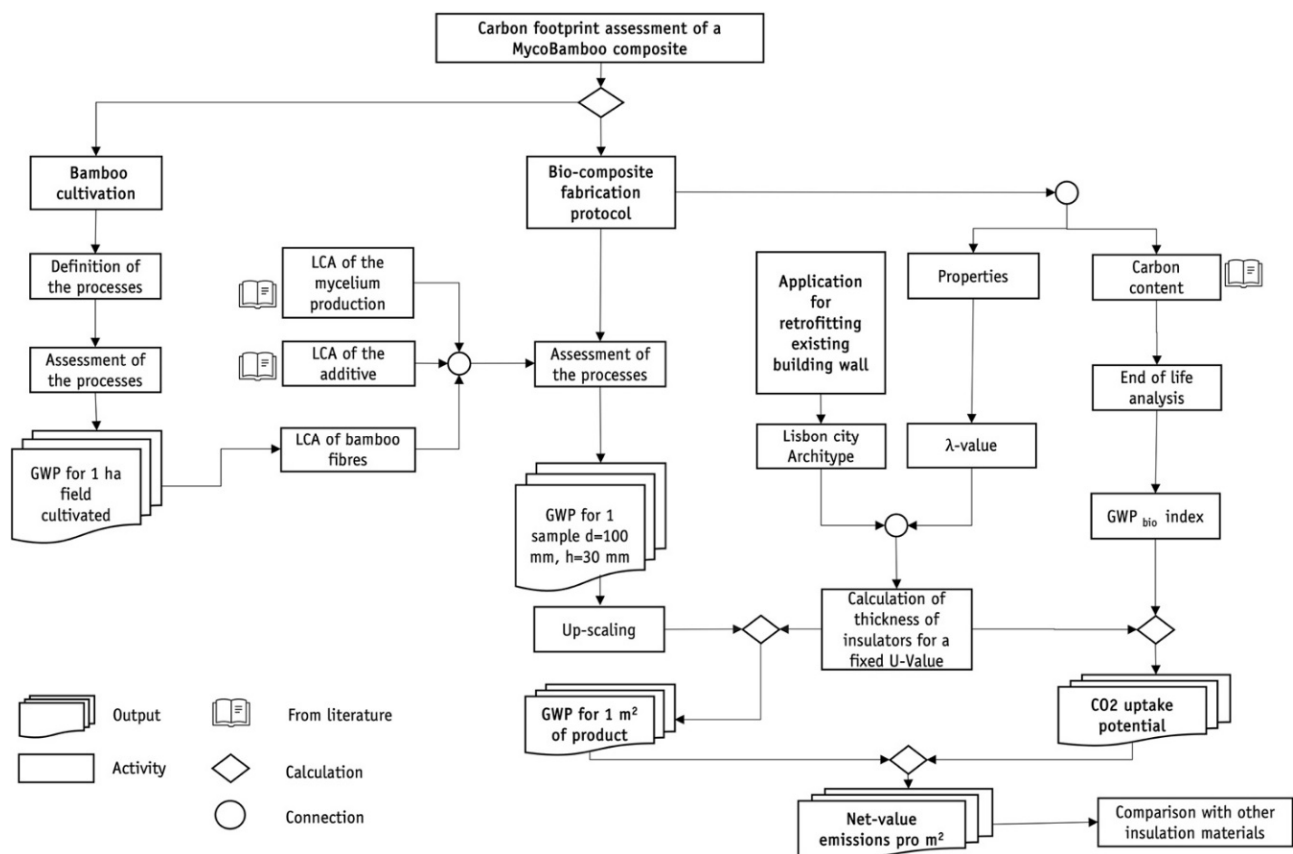 Carbon footprint assessment of a
MycoBamboo composite
Bamboo
cultivation
Bio-composite
fabrication
protocol
Definition of
the processes
LCA of the
mycelium
production
Application for
retrofitting
existing
building wall
Properties
Carbon
content
Assessment of
the processes
LCA of the
additive
Assessment of
the processes
End of life
analysis
GWP for 1 ha
field
cultivated
LCA of bamboo
fibres
Lisbon city
Architype
λ-value
GWP for 1
sample d=100
mm, h=30 mm
GWP bio index
Up-scaling
Calculation of
thickness of
insulators for a
fixed U-Value
GWP for 1 m²
of product
CO2 uptake
potential
Output
From literature
Activity
Calculation
Connection
Net-value
emissions pro m²
Comparison with other
insulation materials